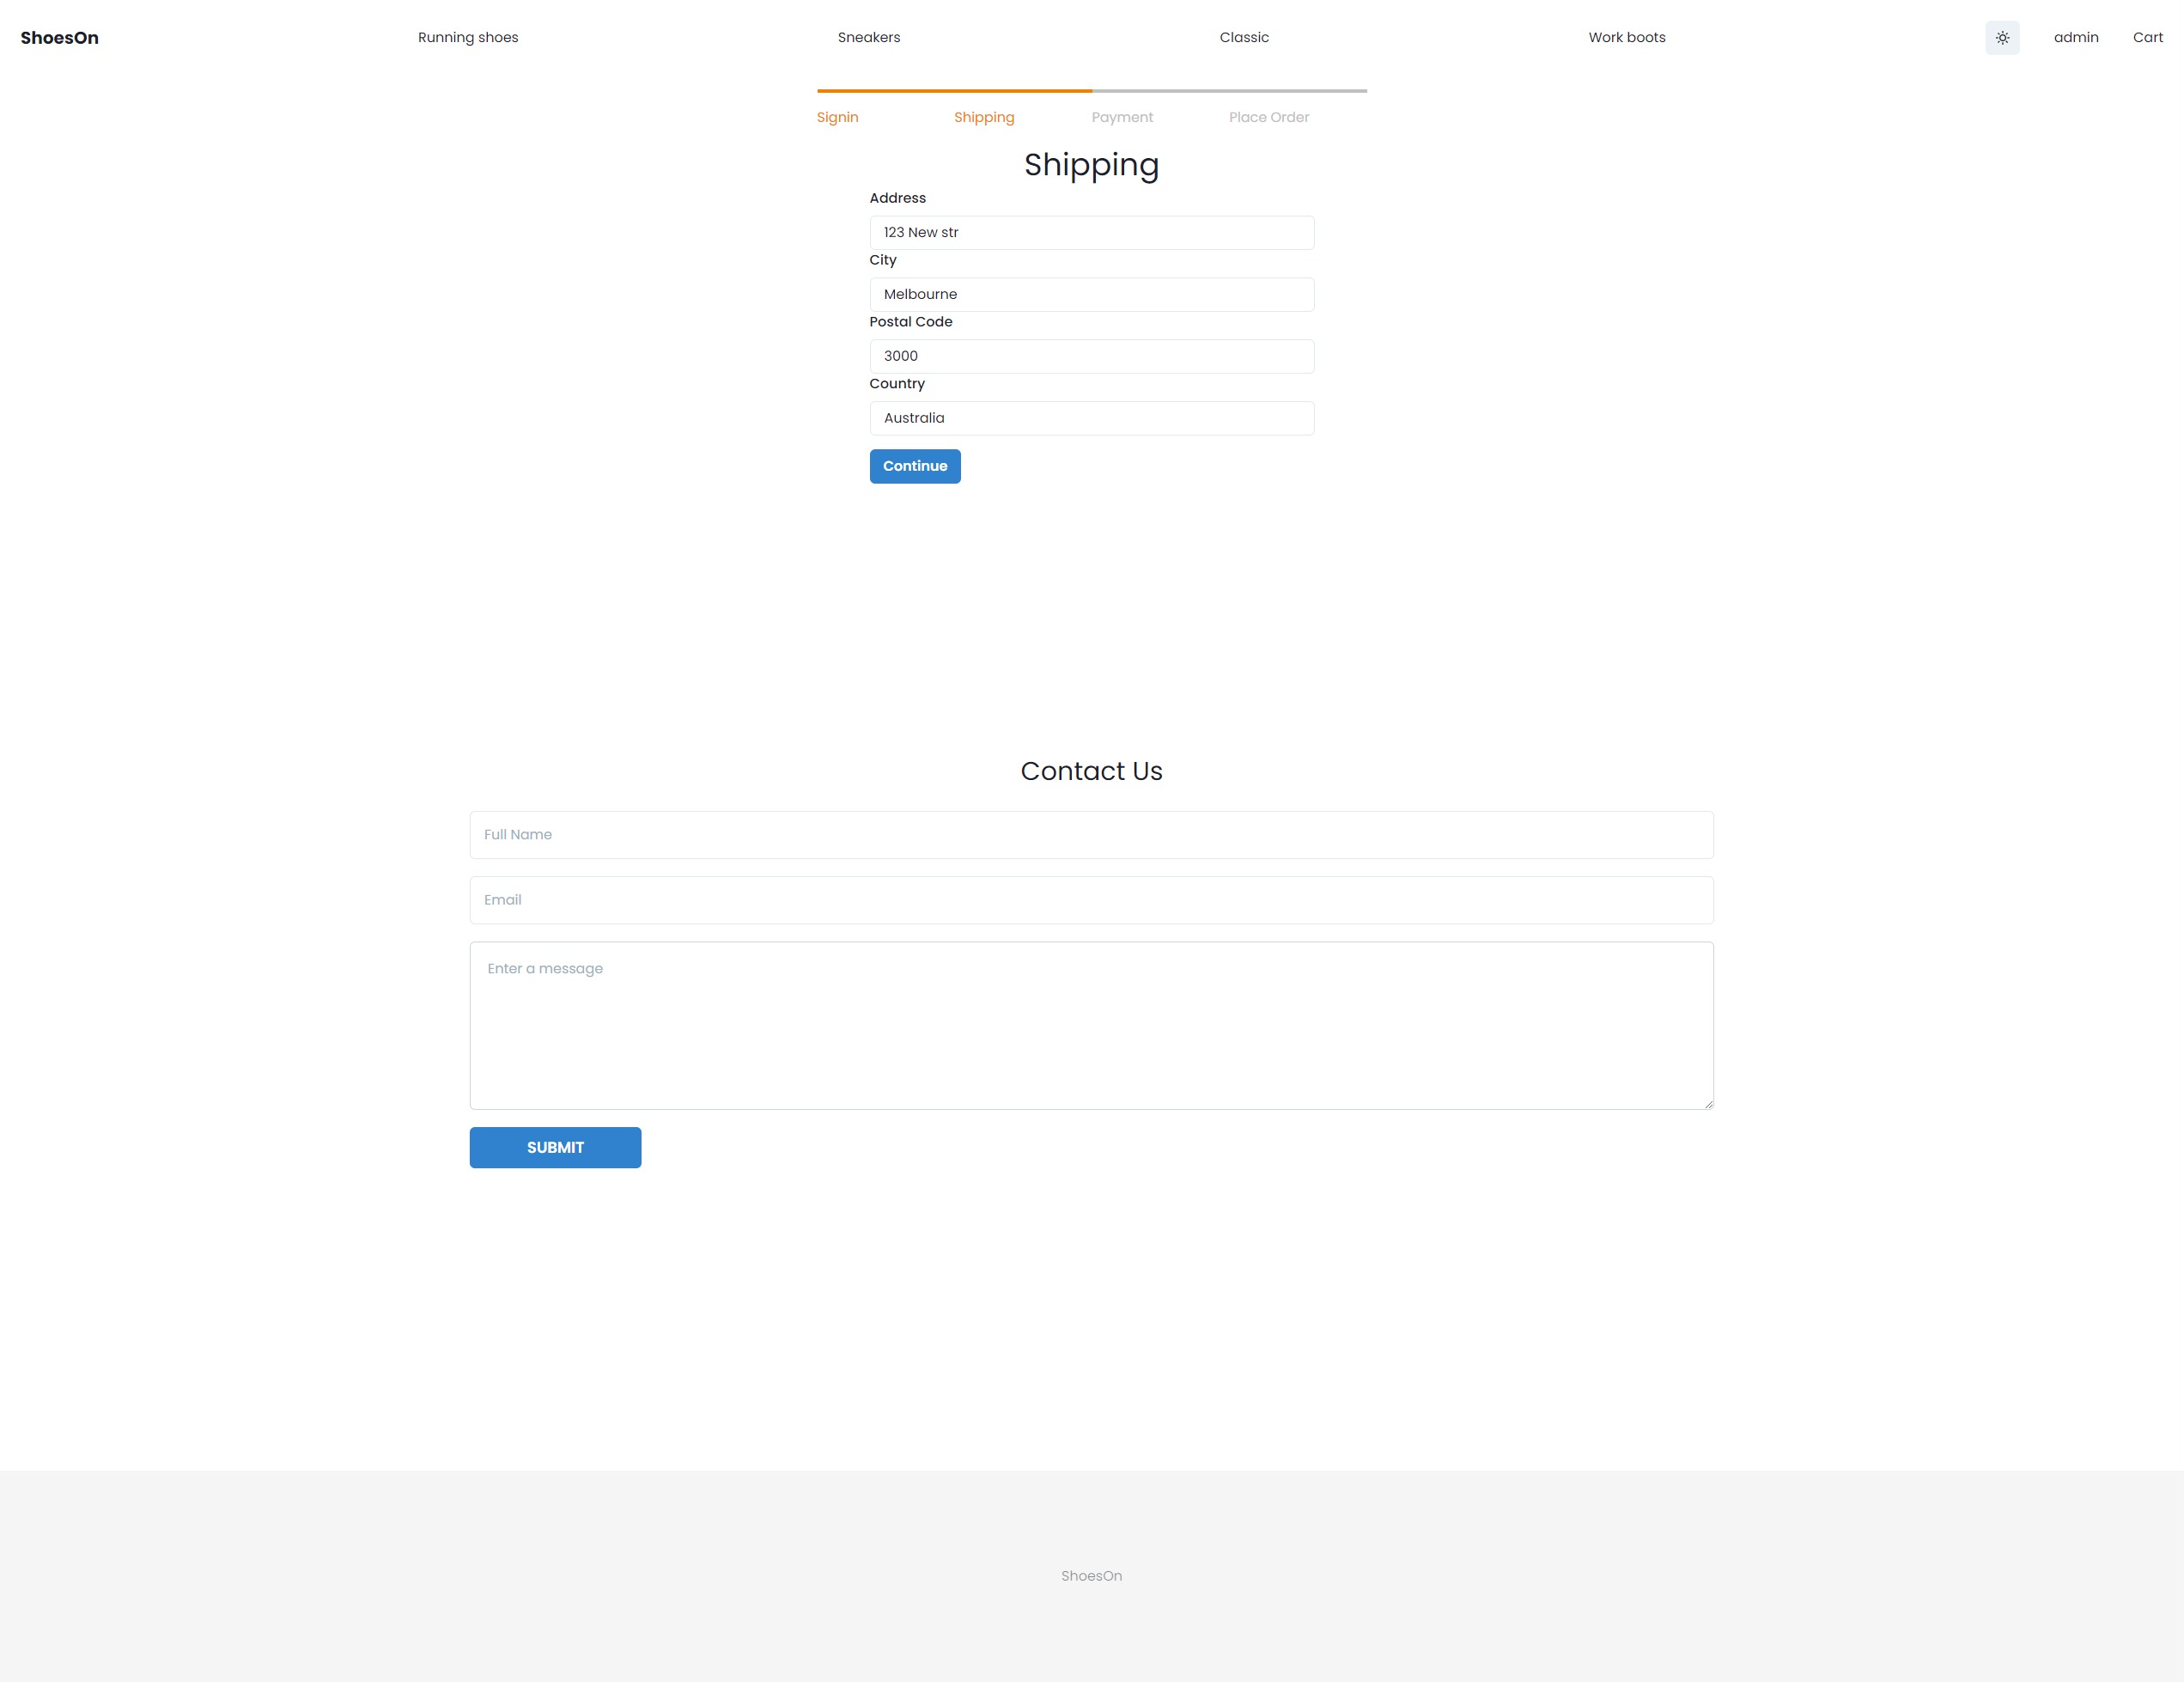 ShoesOn Running shoes Sneakers Classic Work boots admin Cart
Signin Shipping Payment Place Order
Shipping
Address
123 New str
City
Melbourne
Postal Code
3000
Country
Australia
Continue
Contact Us
Full Name
Email
Enter a message
SUBMIT
ShoesOn